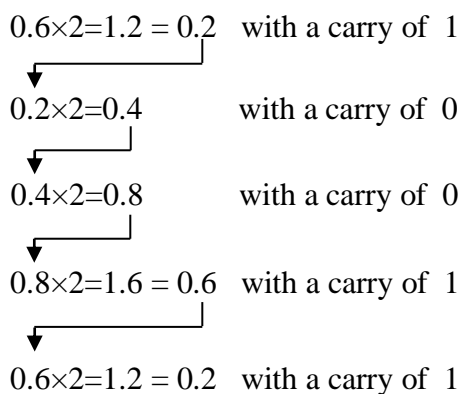 0.6×2=1.2 = 0.2 with a carry of 1
0.2×2=0.4 with a carry of 0
0.4×2=0.8 with a carry of 0
0.8×2=1.6 = 0.6 with a carry of 1
0.6×2=1.2 = 0.2 with a carry of 1